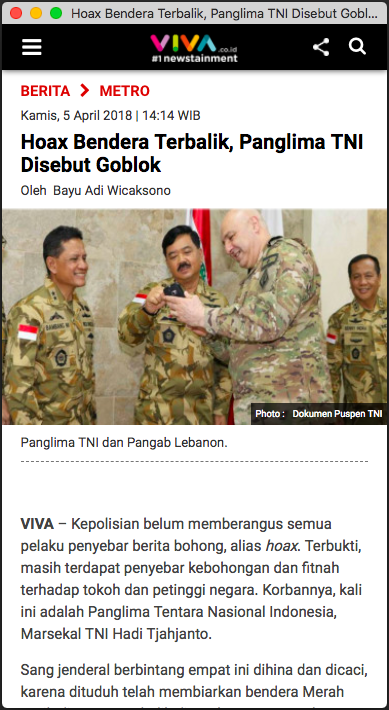 Hoax Bendera Terbalik, Panglima TNI Disebut Gobl...
VIVA.co.id
#1newstainment
BERITA METRO
Kamis, 5 April 2018 | 14:14 WIB
Hoax Bendera Terbalik, Panglima TNI
Disebut Goblok
Oleh Bayu Adi Wicaksono
Photo : Dokumen Puspen TNI
Panglima TNI dan Pangab Lebanon.
VIVA – Kepolisian belum memberangus semua
pelaku penyebar berita bohong, alias hoax. Terbukti,
masih terdapat penyebar kebohongan dan fitnah
terhadap tokoh dan petinggi negara. Korbannya, kali
ini adalah Panglima Tentara Nasional Indonesia,
Marsekal TNI Hadi Tjahjanto.
Sang jenderal berbintang empat ini dihina dan dicaci,
karena dituduh telah membiarkan bendera Merah